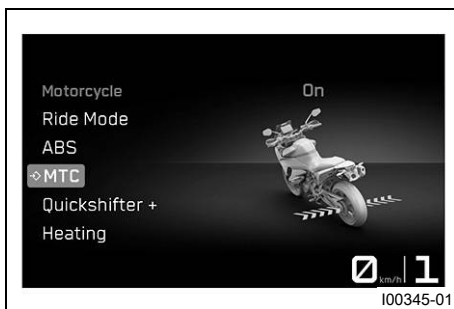 Motorcycle On
Ride Mode
ABS
MTC
Quickshifter +
Heating
0 km/h 1
I00345-01